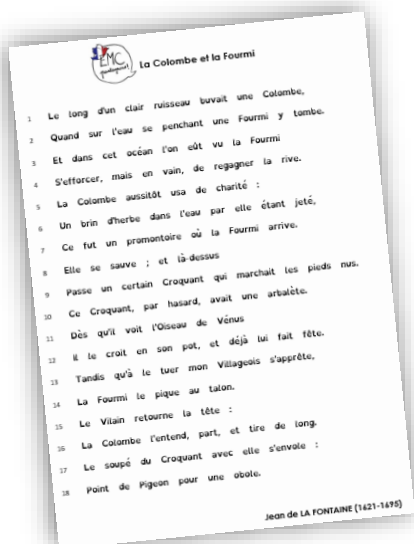 EMC
La Colombe et la Fourmi
1 Le long d'un clair ruisseau buvait une Colombe,
2 Quand sur l'eau se penchant une Fourmi y tombe.
3 Et dans cet océan l'on eût vu la Fourmi
4 S'efforcer, mais en vain, de regagner la rive.
5 La Colombe aussitôt usa de charité :
6 Un brin d'herbe dans l'eau par elle étant jeté,
7 Ce fut un promontoire où la Fourmi arrive.
8 Elle se sauve ; et là-dessus
9 Passe un certain Croquant qui marchait les pieds nus.
10 Ce Croquant, par hasard, avait une arbalète.
11 Dès qu'il voit l'Oiseau de Vénus
12 Il le croit en son pot, et déjà lui fait fête.
13 Tandis qu'à le tuer mon Villageois s'apprête,
14 La Fourmi le pique au talon.
15 Le Vilain retourne la tête :
16 La Colombe l'entend, part, et tire de long.
17 Le soupé du Croquant avec elle s'envole :
18 Point de Pigeon pour une obole.
Jean de LA FONTAINE (1621-1695)